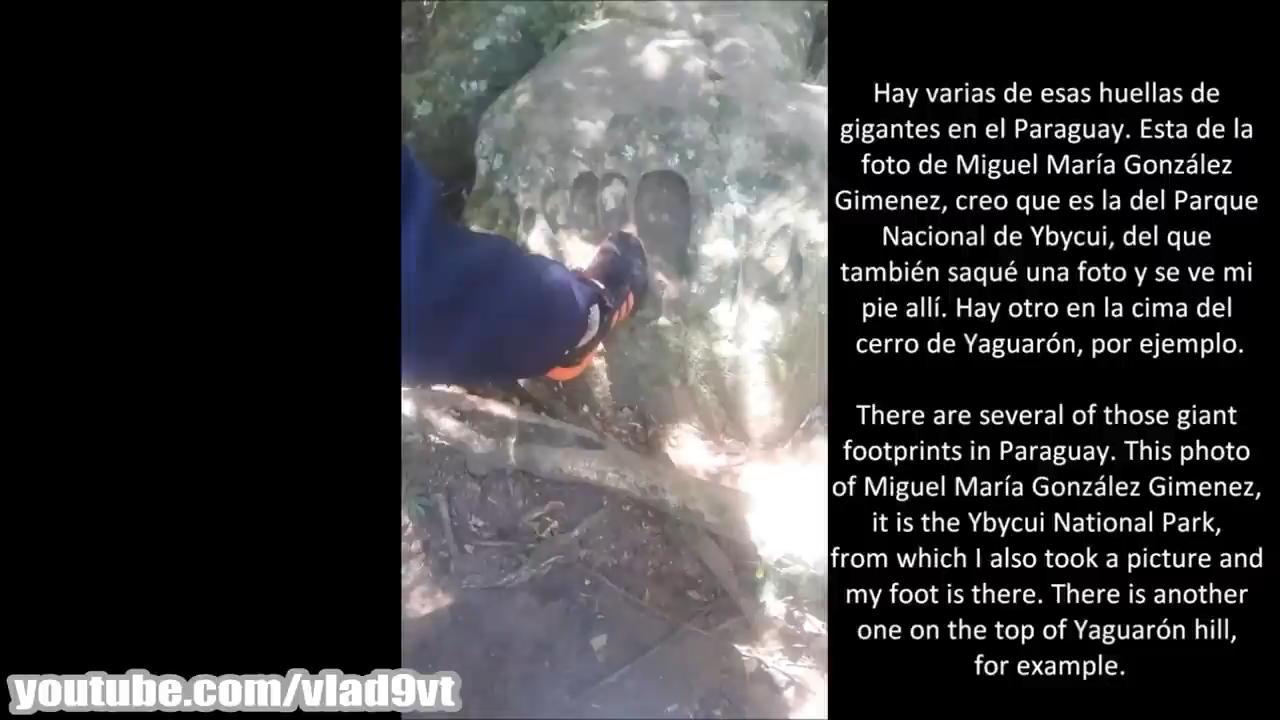 Hay varias de esas huellas de
gigantes en el Paraguay. Esta de la
foto de Miguel María González
Gimenez, creo que es la del Parque
Nacional de Ybycui, del que
también saqué una foto y se ve mi
pie allí. Hay otro en la cima del
cerro de Yaguarón, por ejemplo.
There are several of those giant
footprints in Paraguay. This photo
of Miguel María González Gimenez,
it is the Ybycui National Park,
from which I also took a picture and
my foot is there. There is another
one on the top of Yaguarón hill,
for example.
youtube.com/vlad9vt